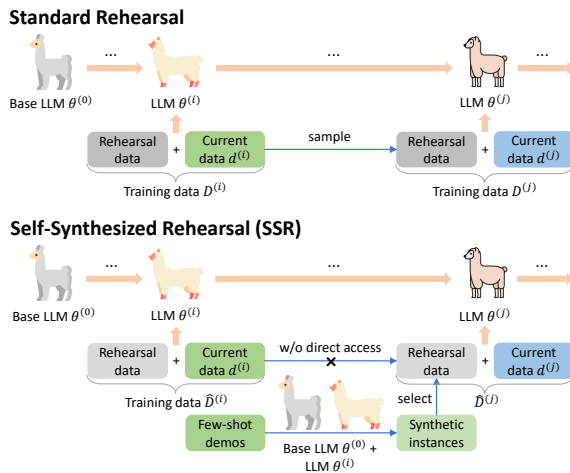 Standard Rehearsal
... ... ...
Base LLM θ^(0) LLM θ^(i) LLM θ^(j)
Rehearsal data + Current data d^(i) sample Rehearsal data + Current data d^(j)
Training data D^(i) Training data D^(j)
Self-Synthesized Rehearsal (SSR)
... ... ...
Base LLM θ^(0) LLM θ^(i) LLM θ^(j)
Rehearsal data + Current data d^(i) w/o direct access Rehearsal data + Current data d^(j)
Training data D̂^(i) D̂^(j)
select
Few-shot demos Base LLM θ^(0) + LLM θ^(i) Synthetic instances